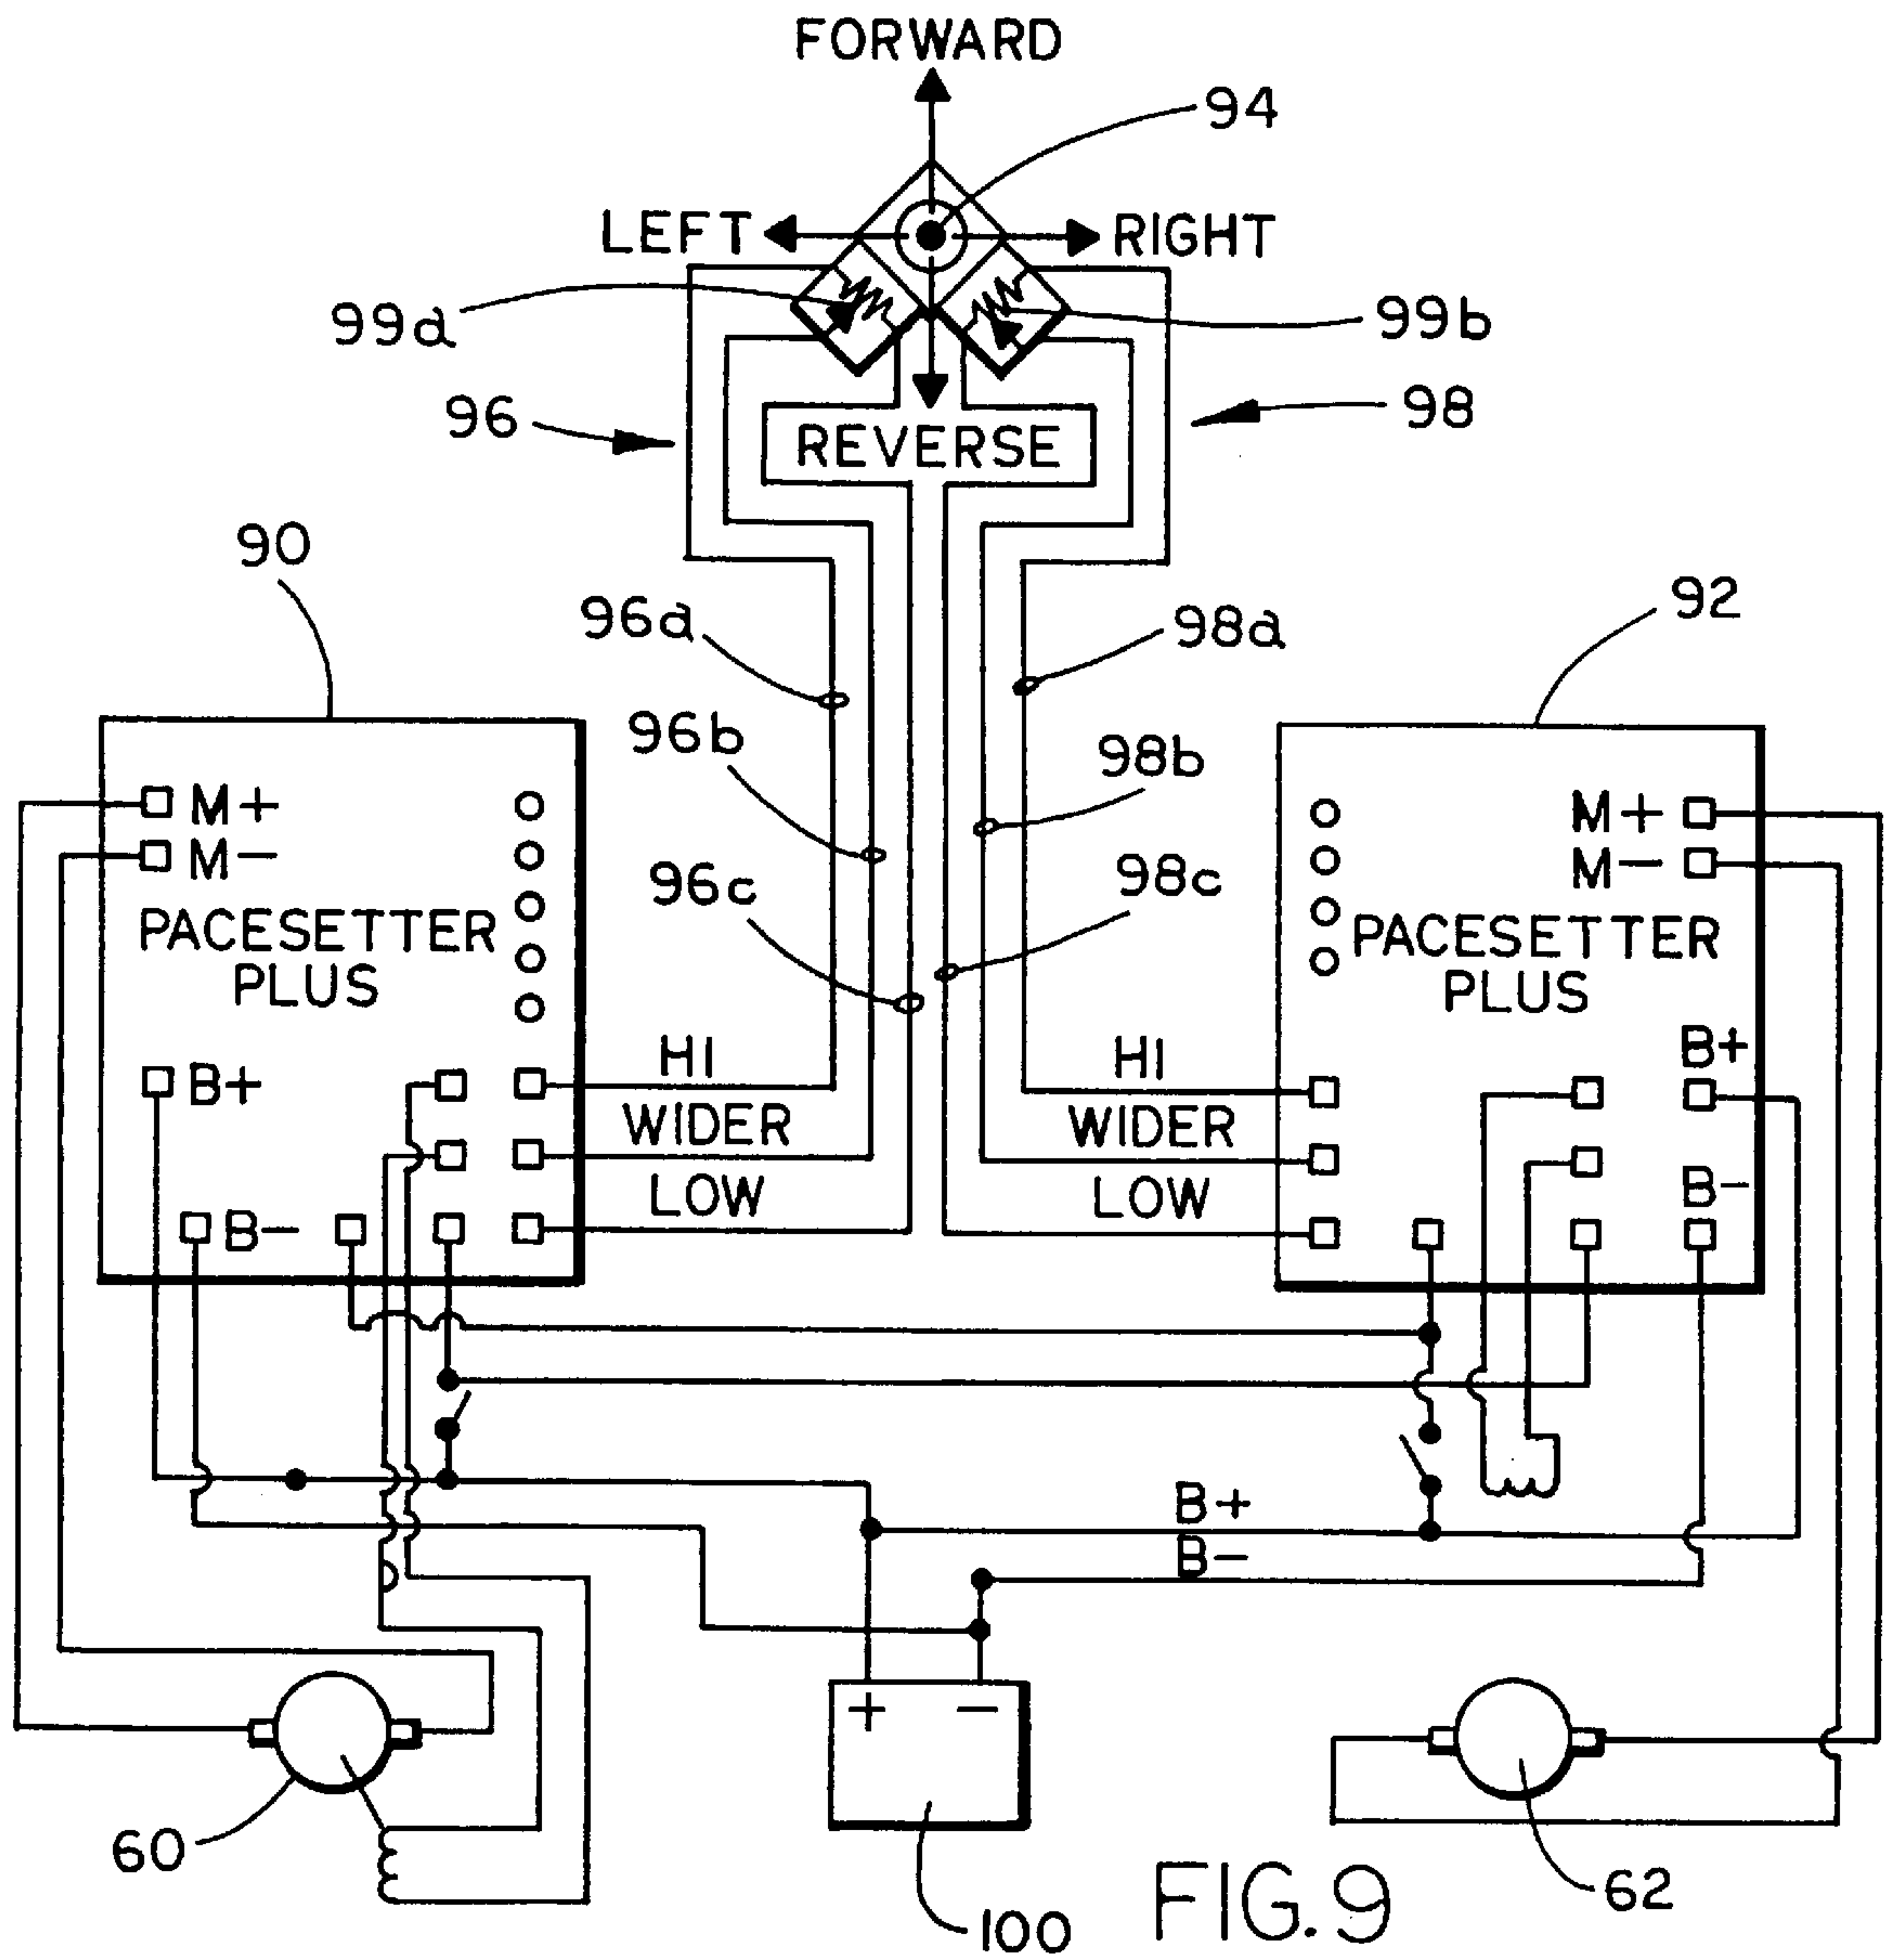 FORWARD
94
LEFT
RIGHT
99a
99b
96
98
REVERSE
90
92
96a
98a
96b
98b
96c
98c
M+
M-
PACESETTER
PLUS
B+
B-
M+
M-
PACESETTER
PLUS
B+
B-
HI
WIDER
LOW
HI
WIDER
LOW
B+
B-
+ -
60
62
100
FIG. 9